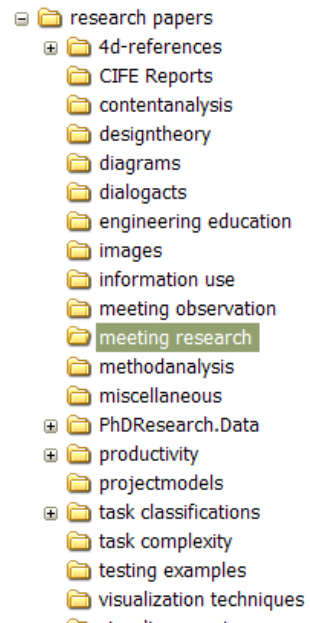 research papers
4d-references
CIFE Reports
contentanalysis
designtheory
diagrams
dialogacts
engineering education
images
information use
meeting observation
meeting research
methodanalysis
miscellaneous
PhDResearch.Data
productivity
projectmodels
task classifications
task complexity
testing examples
visualization techniques